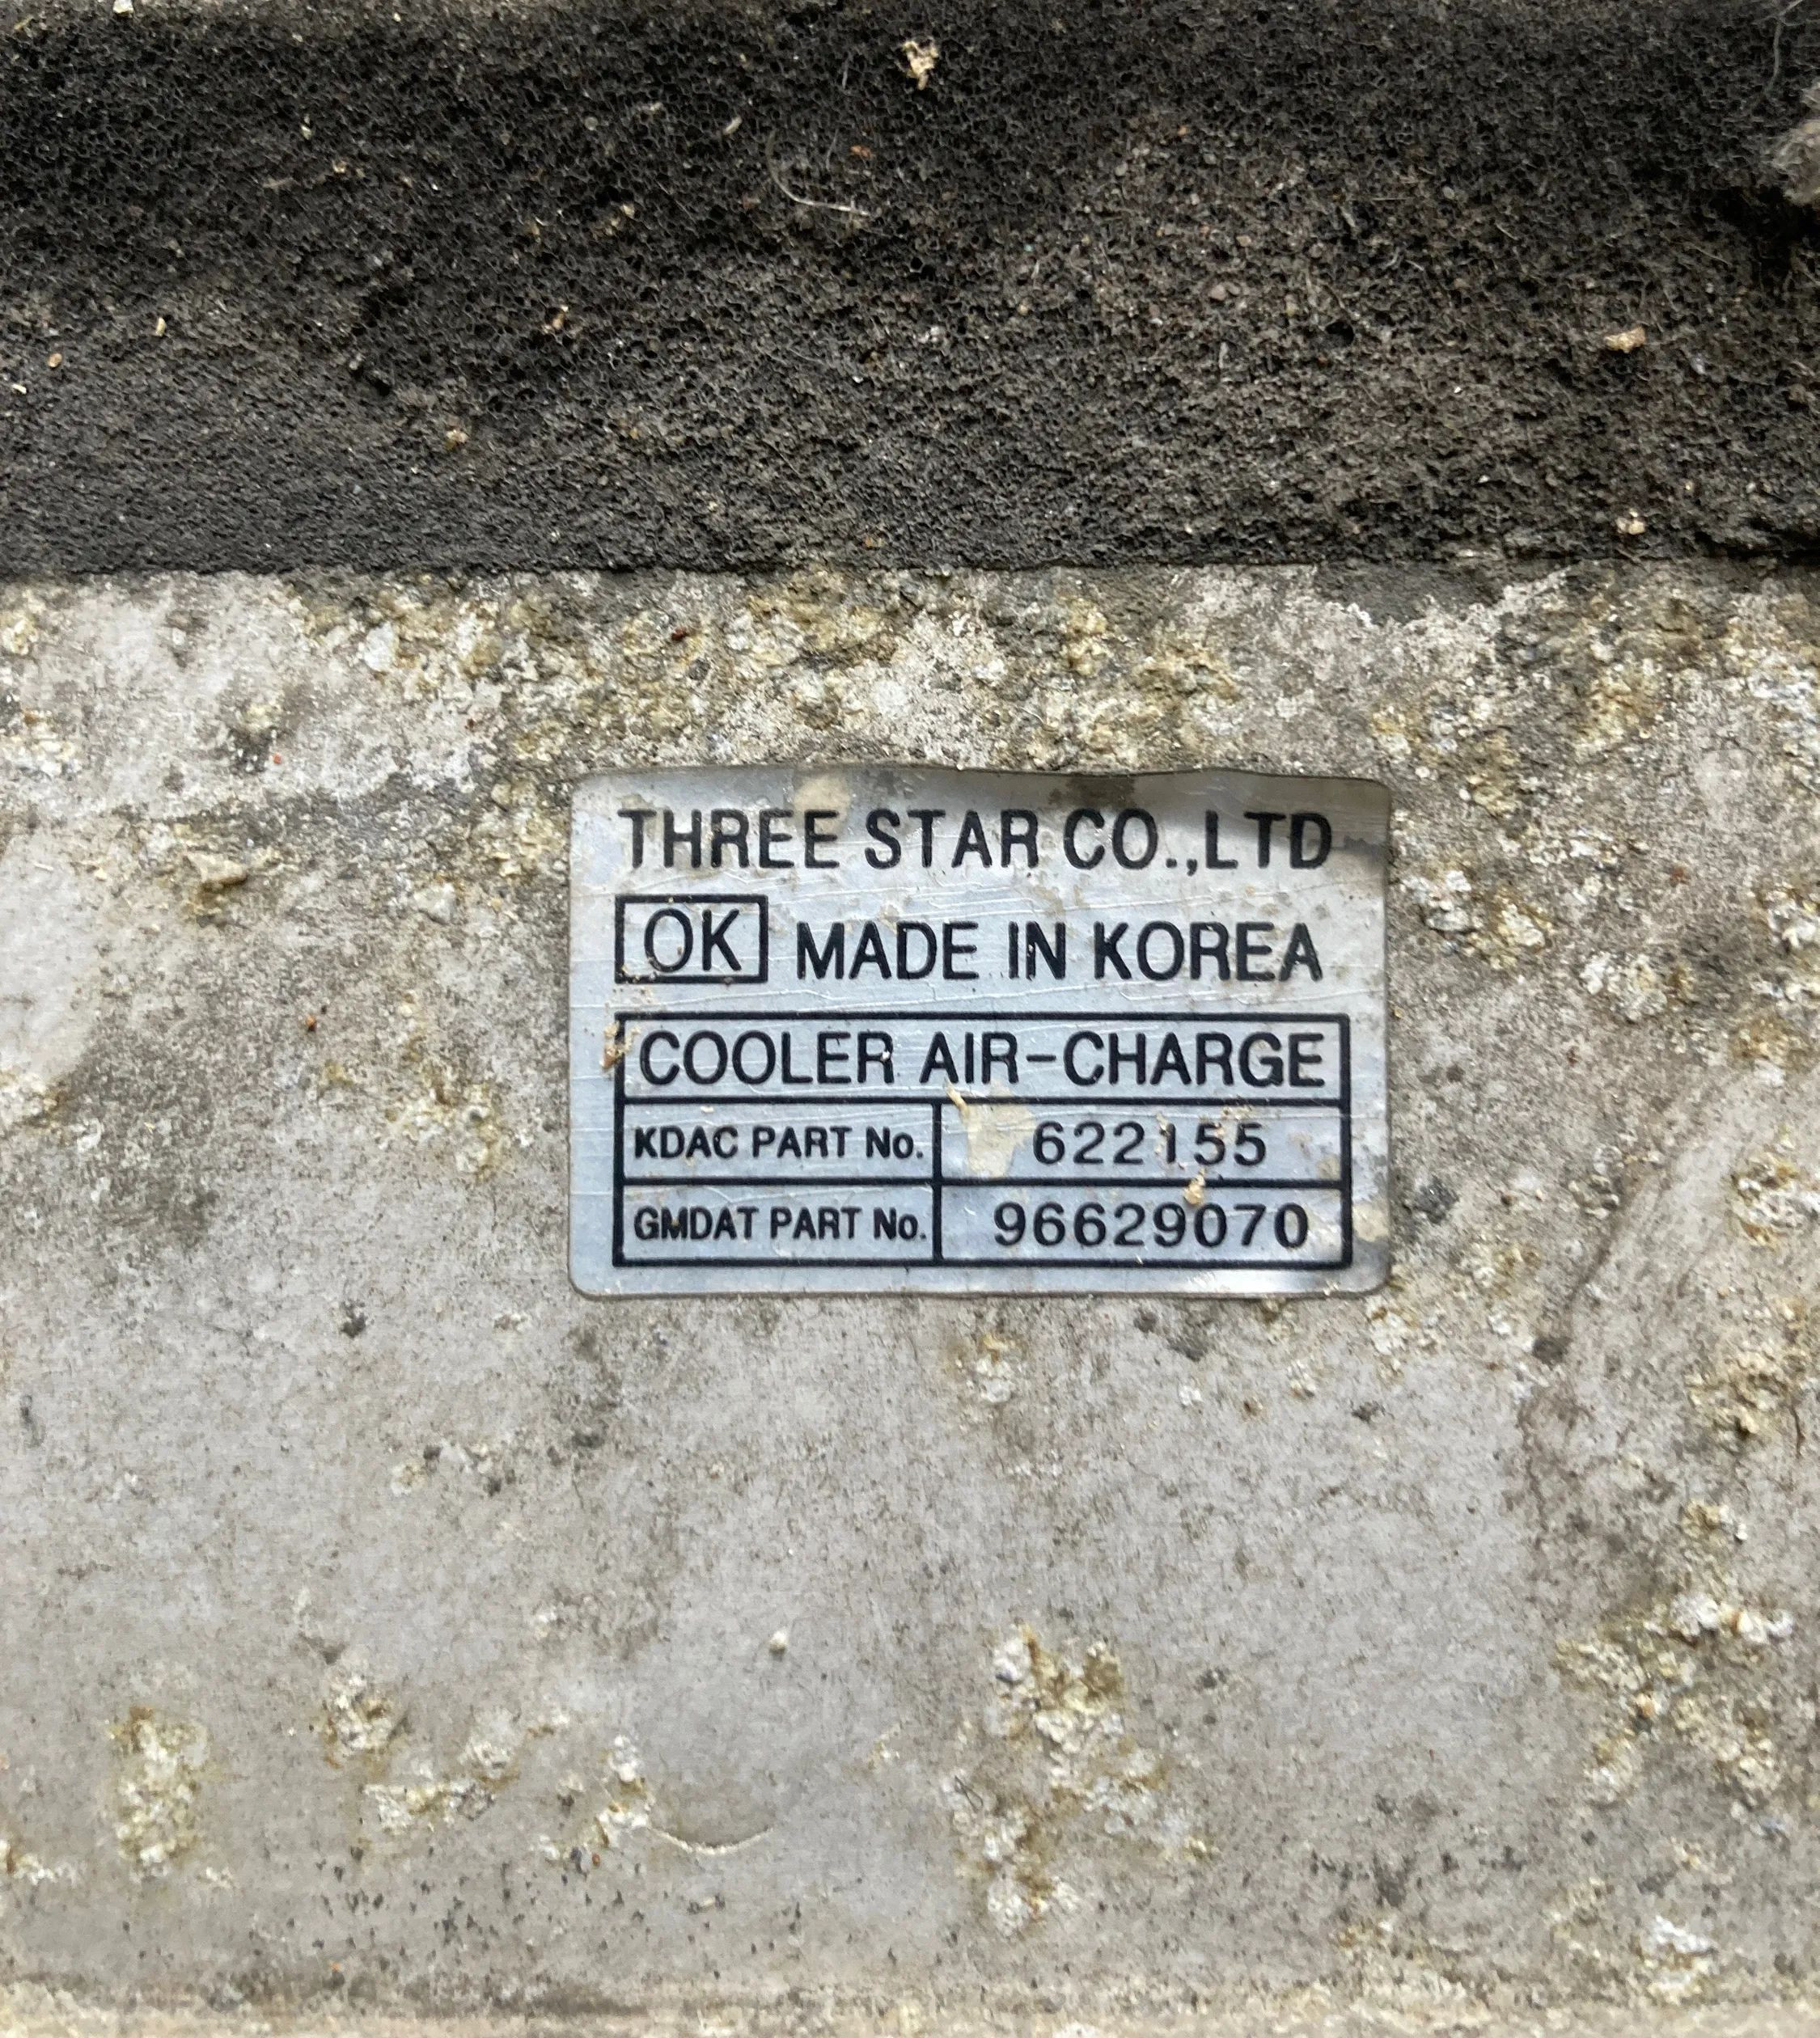 THREE STAR CO.,LTD
OK MADE IN KOREA
COOLER AIR-CHARGE
KDAC PART No. 622155
GMDAT PART No. 96629070